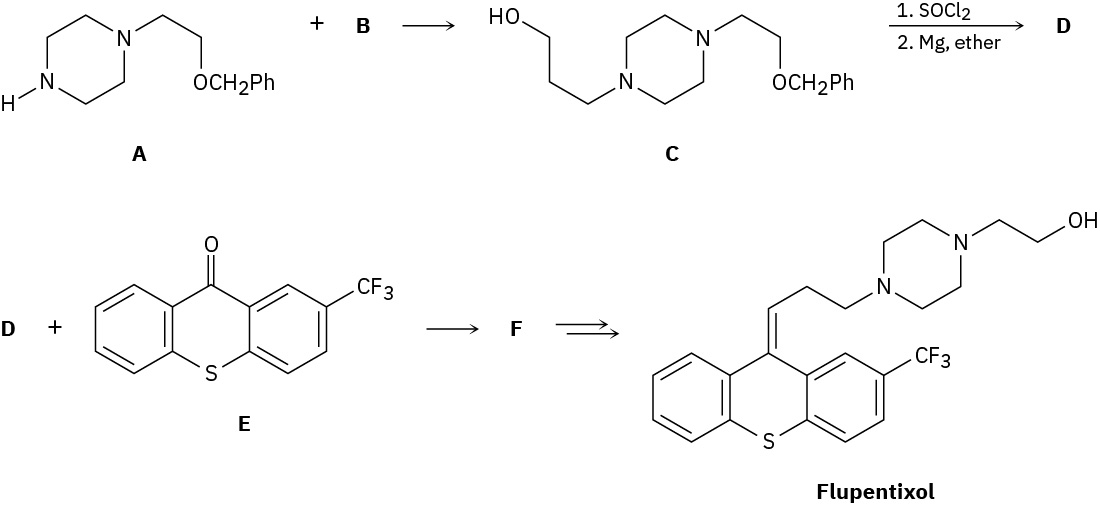 HO
N
+
B
N
1. SOCl₂
D
N
OCH₂Ph
N
OCH₂Ph
2. Mg, ether
H
A
C
OH
O
N
CF₃
N
D
+
F
S
CF₃
E
S
Flupentixol